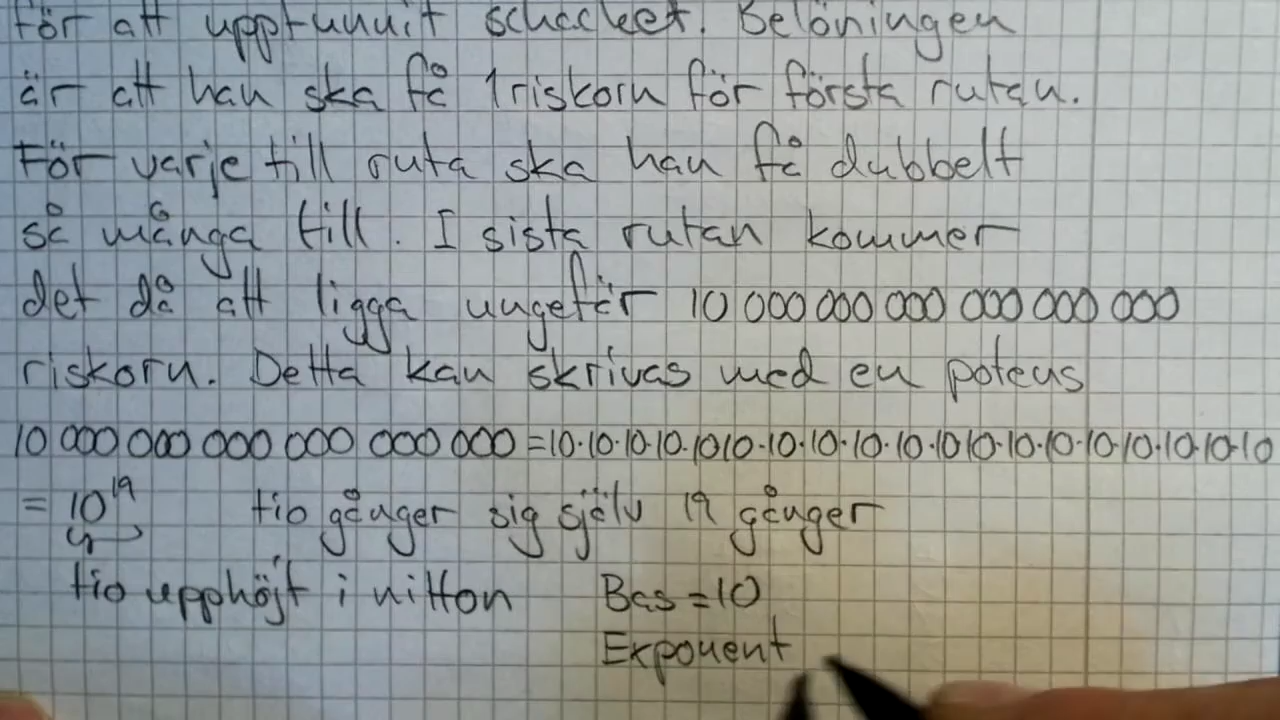 för att uppfunnit schacket. Belöningen
är att han ska få 1 riskorn för första rutan.
För varje till ruta ska han få dubbelt
så många till. I sista rutan kommer
det då att ligga ungefär 10 000 000 000 000 000 000
riskorn. Detta kan skrivas med en potens
10 000 000 000 000 000 000 = 10·10·10·10·10·10·10·10·10·10·10·10·10·10·10·10·10·10·10
= 10¹⁹ tio gånger sig själv 19 gånger
tio upphöjt i nitton Bas = 10
Exponent